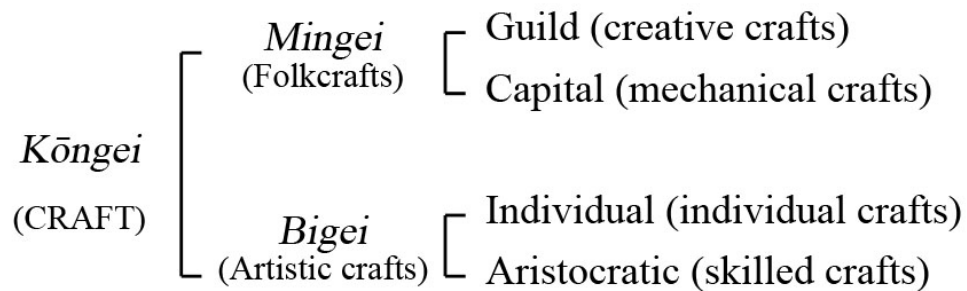 Kōngei
(CRAFT)
Mingei
(Folkcrafts)
Guild (creative crafts)
Capital (mechanical crafts)
Bigei
(Artistic crafts)
Individual (individual crafts)
Aristocratic (skilled crafts)